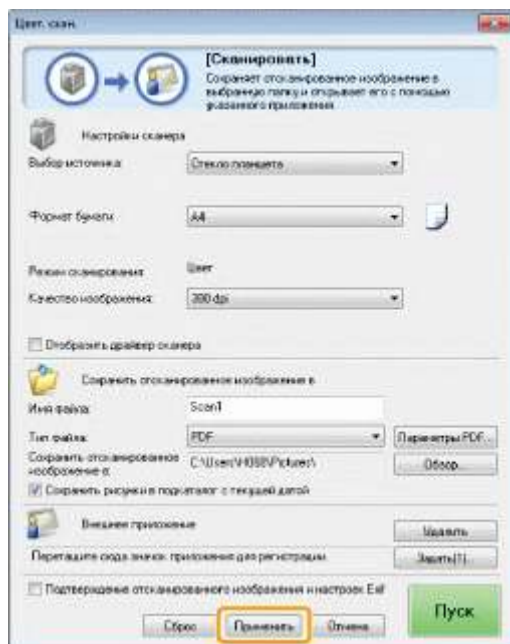 Цвет. скан.
[Сканировать]
Сохраняет отсканированное изображение в
выбранную папку и открывает его с помощью
указанного приложения
Настройки сканера
Выбор источника: Стекло планшета
Формат бумаги: A4
Режим сканирования: Цвет
Качество изображения: 300 dpi
Отобразить драйвер сканера
Сохранить отсканированное изображение в
Имя файла: Scan1
Тип файла: PDF Параметры PDF...
Сохранить отсканированное
изображение в: C:\Users\ \Pictures\ Обзор...
Сохранить рисунки в подкаталог с текущей датой
Внешнее приложение Удалить
Перетащите сюда значок приложения для регистрации.
Подтверждение отсканированного изображения и настроек Exif
Сброс Применить Отмена Пуск